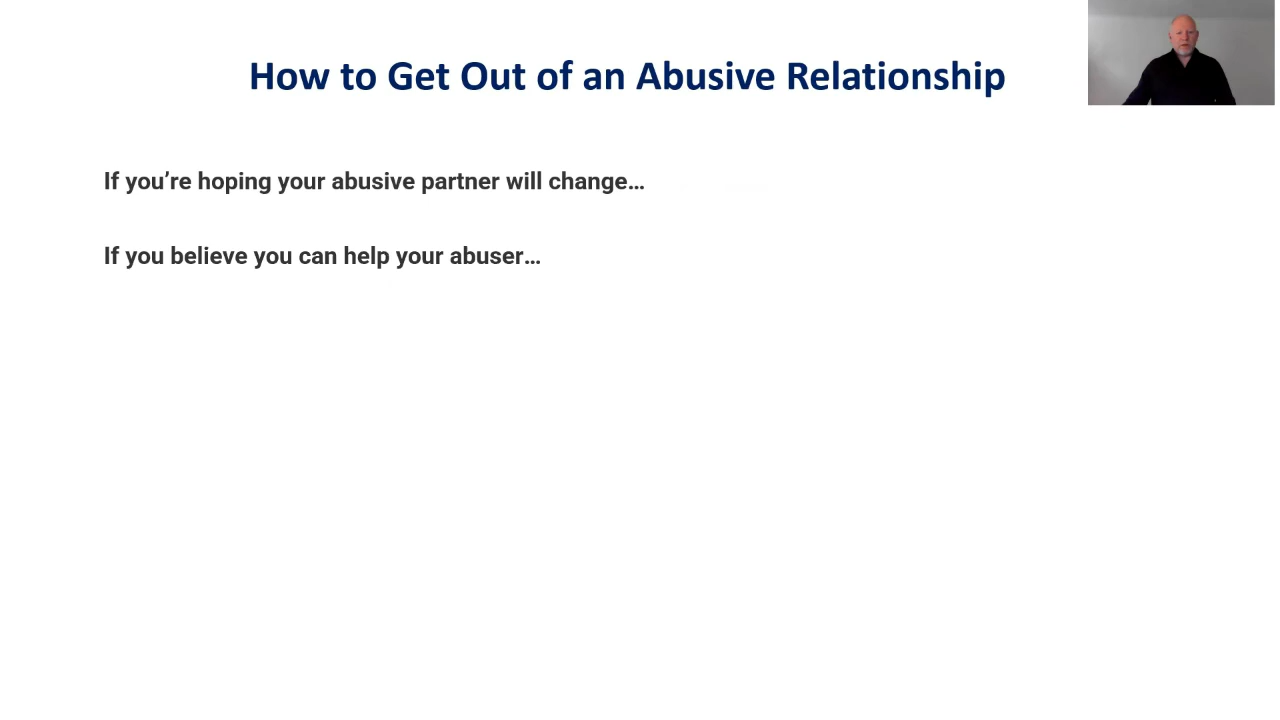 How to Get Out of an Abusive Relationship
If you’re hoping your abusive partner will change…
If you believe you can help your abuser…